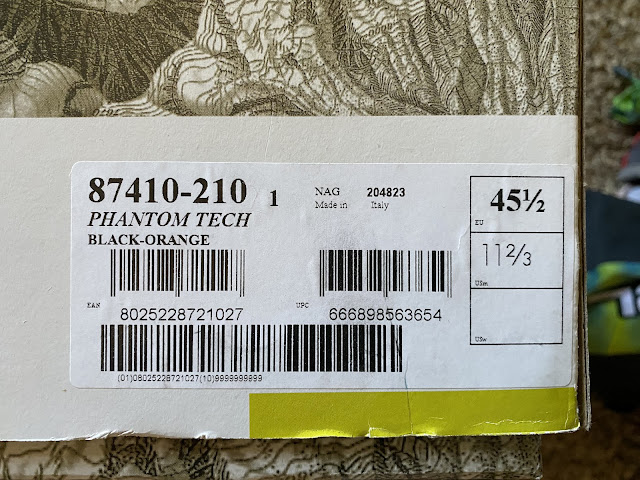 87410-210 1 NAG 204823
Made in Italy
PHANTOM TECH
BLACK-ORANGE
EAN 8025228721027
UPC 666898563654
(01)08025228721027(10)9999999999
45½
EU
11⅔
USm
USw